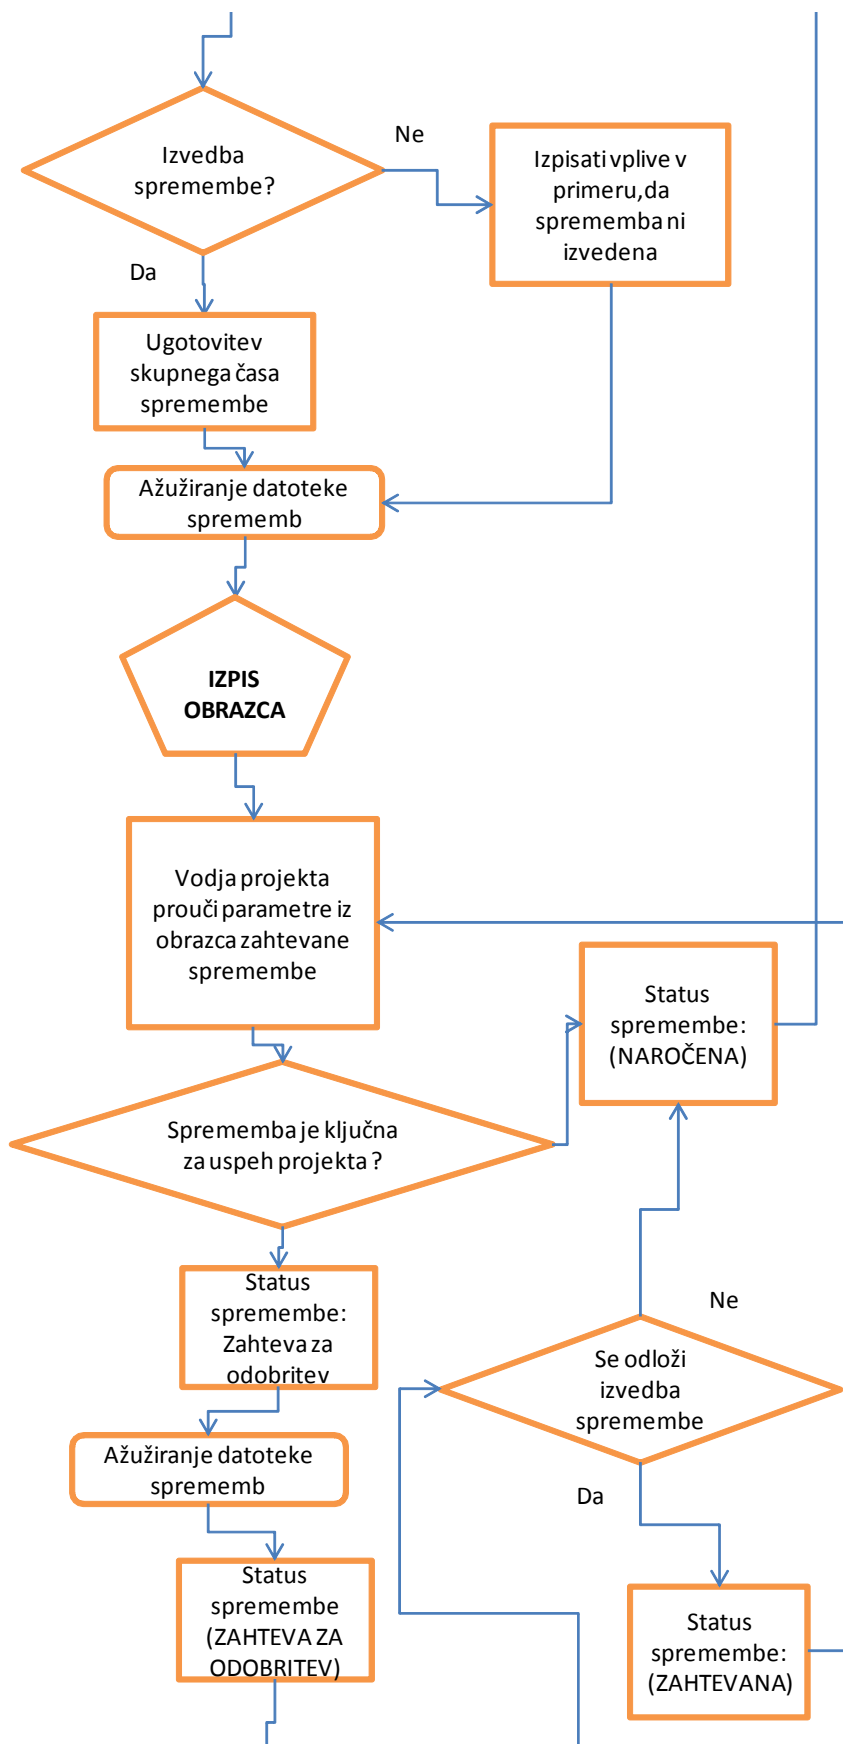 Izvedba
spremembe?
Ne
Izpisati vplive v
primeru, da
sprememba ni
izvedena
Da
Ugotovitev
skupnega časa
spremembe
Ažužiranje datoteke
sprememb
IZPIS
OBRAZCA
Vodja projekta
prouči parametre iz
obrazca zahtevane
spremembe
Status
spremembe:
(NAROČENA)
Sprememba je ključna
za uspeh projekta?
Status
spremembe:
Zahteva za
odobritev
Ne
Se odloži
izvedba
spremembe
Ažužiranje datoteke
sprememb
Da
Status
spremembe
(ZAHTEVA ZA
ODOBRITEV)
Status
spremembe:
(ZAHTEVANA)